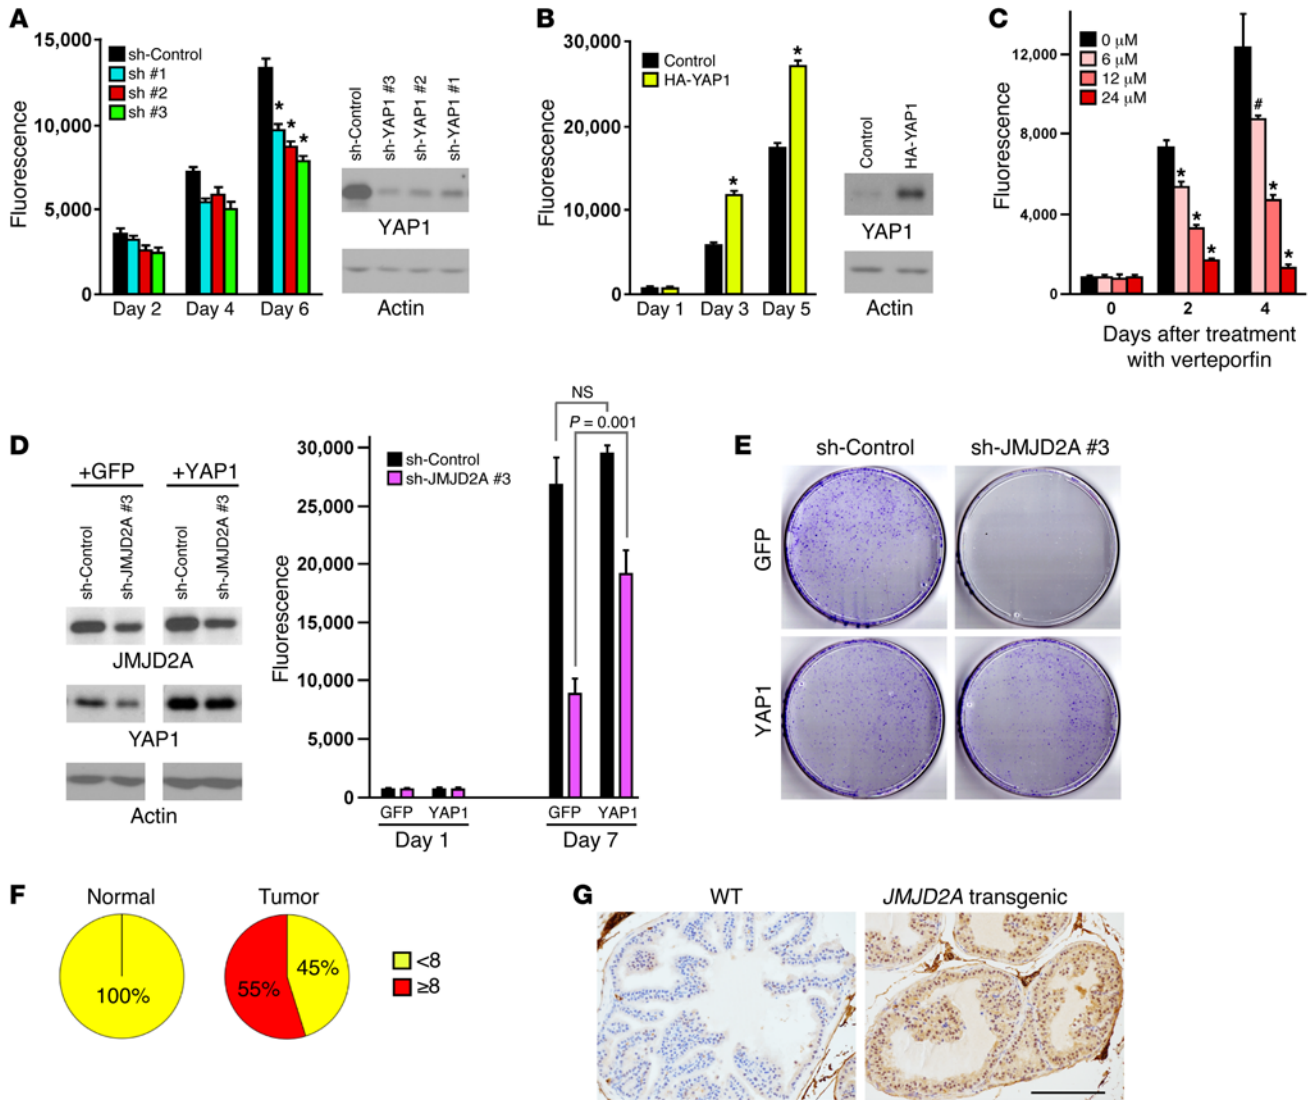 A
15,000
10,000
5,000
0
Fluorescence
sh-Control
sh #1
sh #2
sh #3
*
*
*
Day 2
Day 4
Day 6
sh-Control
sh-YAP1 #3
sh-YAP1 #2
sh-YAP1 #1
YAP1
Actin
B
30,000
20,000
10,000
0
Fluorescence
Control
HA-YAP1
*
*
Day 1
Day 3
Day 5
Control
HA-YAP1
YAP1
Actin
C
12,000
8,000
4,000
0
Fluorescence
0 μM
6 μM
12 μM
24 μM
*
*
*
#
*
*
0
2
4
Days after treatment
with verteporfin
D
+GFP
+YAP1
sh-Control
sh-JMJD2A #3
sh-Control
sh-JMJD2A #3
JMJD2A
YAP1
Actin
30,000
25,000
20,000
15,000
10,000
5,000
0
Fluorescence
sh-Control
sh-JMJD2A #3
NS
P = 0.001
GFP
YAP1
GFP
YAP1
Day 1
Day 7
E
sh-Control
sh-JMJD2A #3
GFP
YAP1
F
Normal
Tumor
100%
55%
45%
<8
≥8
G
WT
JMJD2A transgenic